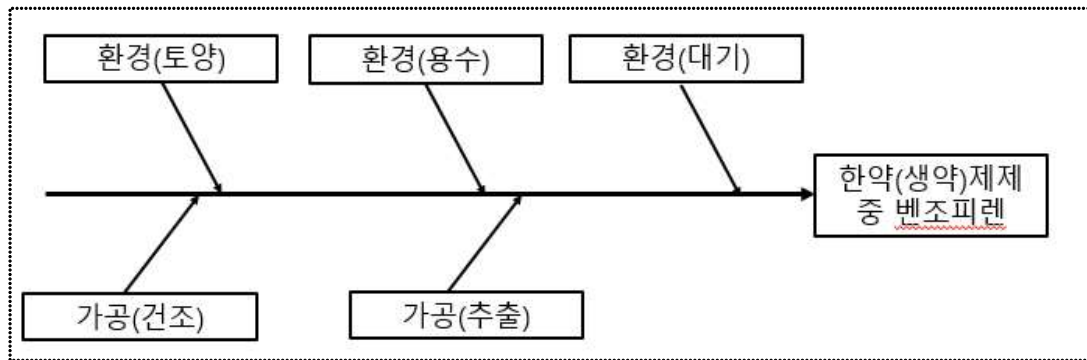 환경(토양)
환경(용수)
환경(대기)
한약(생약)제제
중 벤조피렌
가공(건조)
가공(추출)